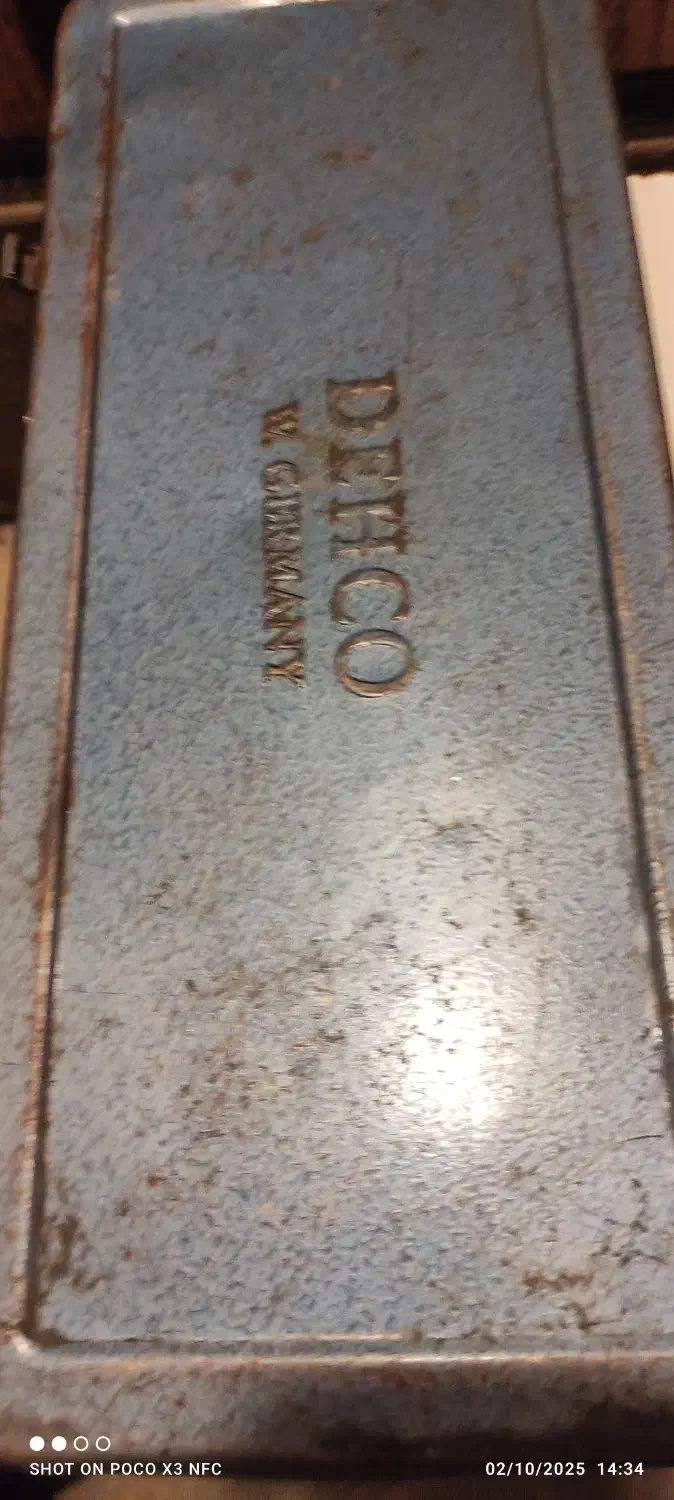 DEHCO
W. GERMANY
SHOT ON POCO X3 NFC
02/10/2025 14:34